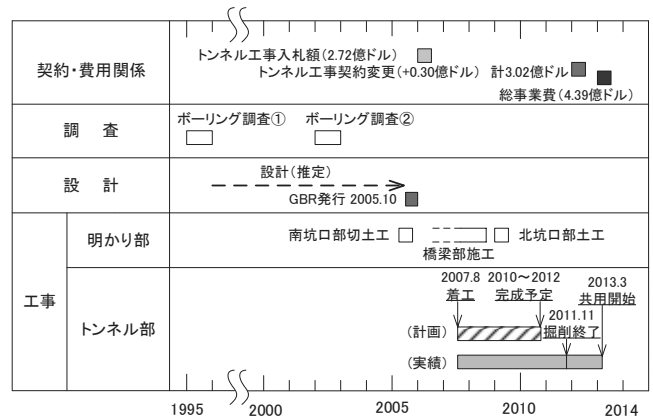 契約・費用関係
トンネル工事入札額(2.72億ドル)
トンネル工事契約変更(+0.30億ドル) 計3.02億ドル
総事業費(4.39億ドル)
調 査
ボーリング調査① ボーリング調査②
設 計
設計(推定)
GBR発行 2005.10
工事
明かり部
南坑口部切土工 北坑口部土工
橋梁部施工
トンネル部
2007.8 2010~2012 2013.3
着工 完成予定 共用開始
2011.11
(計画) 掘削終了
(実績)
1995 2000 2005 2010 2014